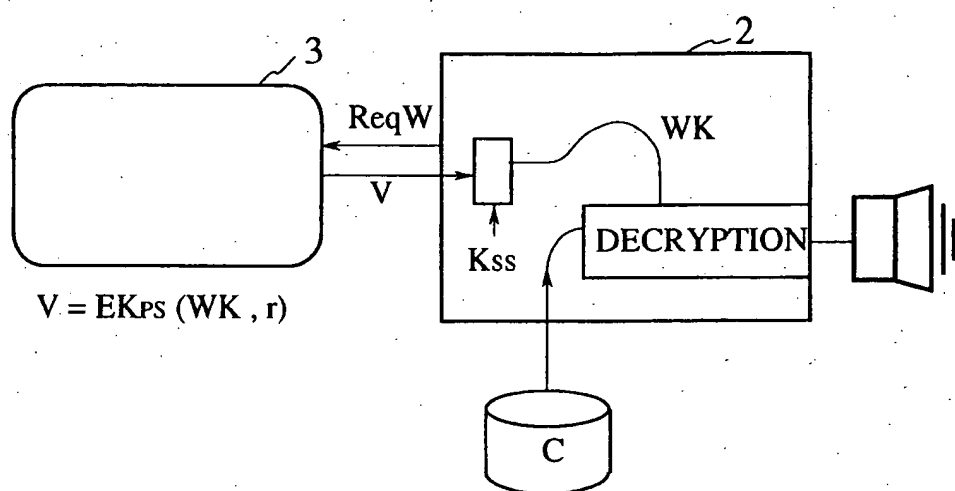 3
2
ReqW
V
WK
Kss
DECRYPTION
V = EKPS (WK , r)
C